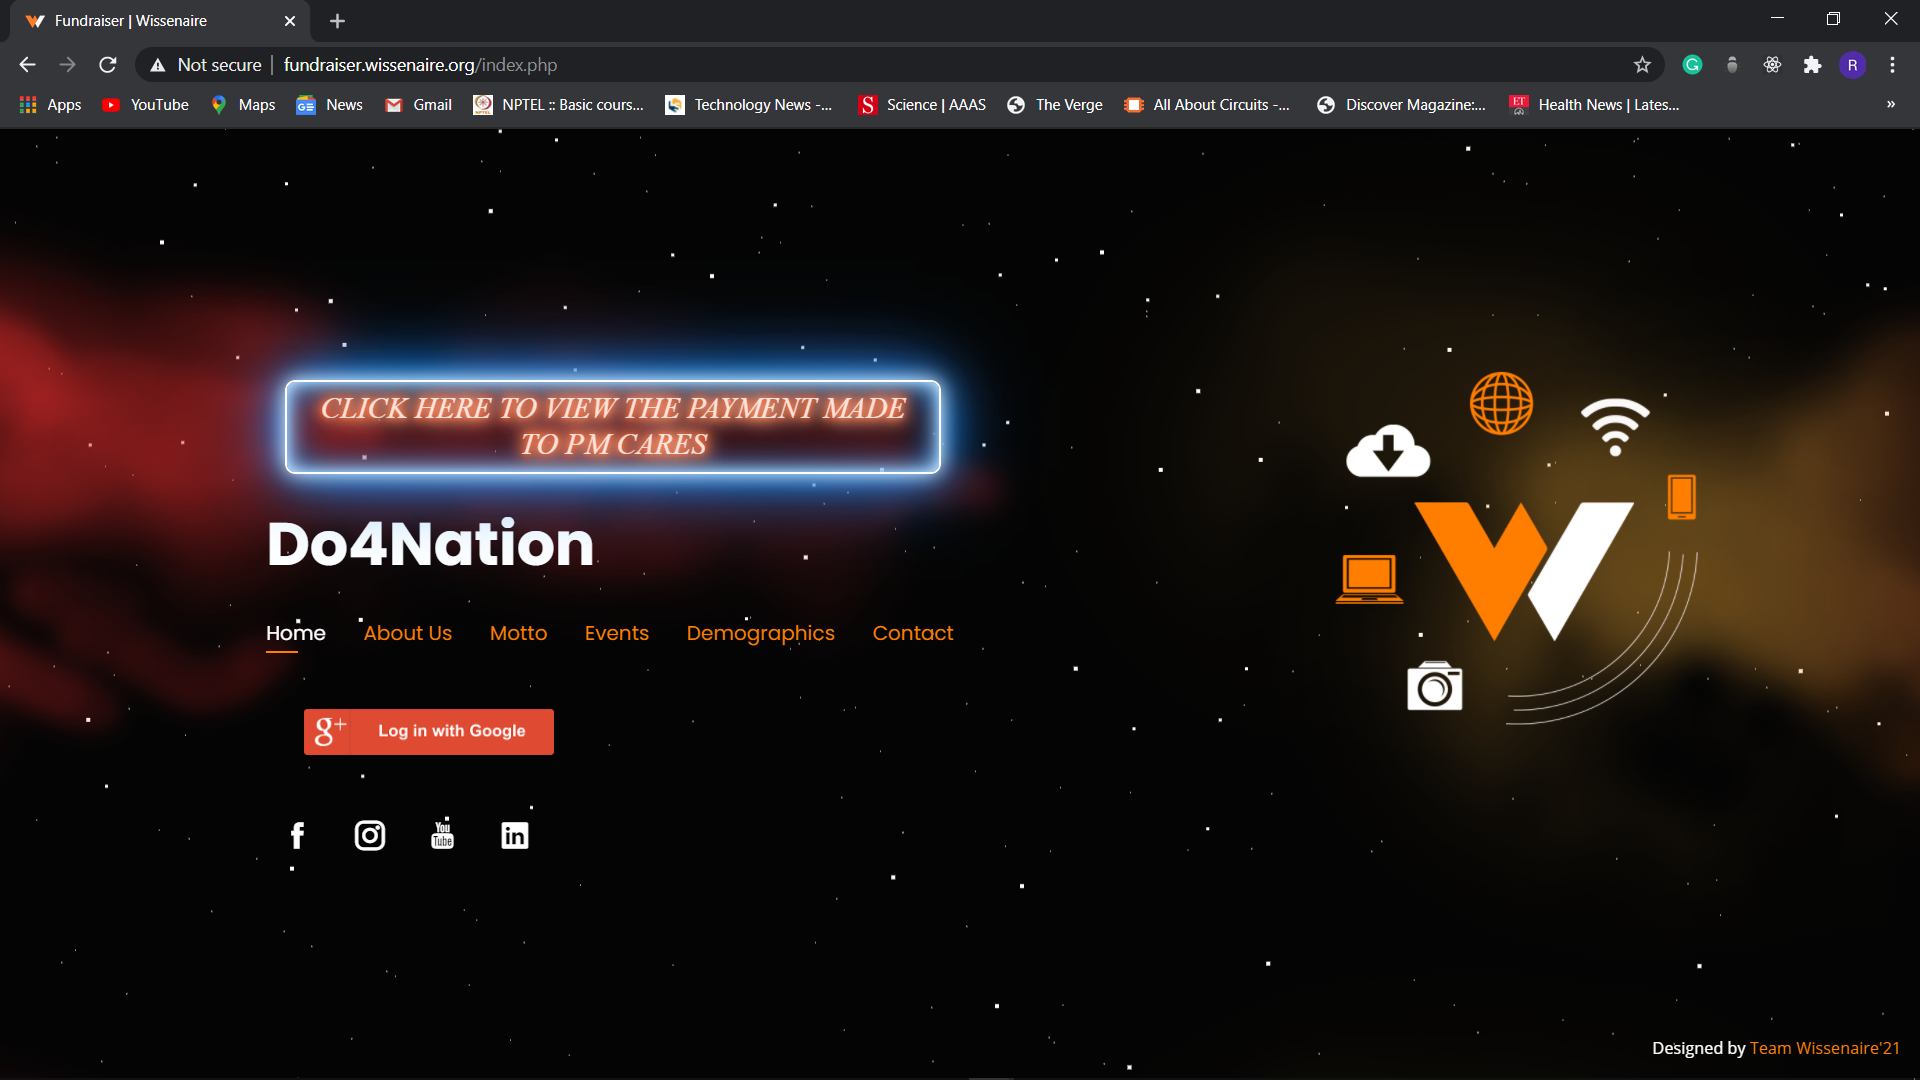 Fundraiser | Wissenaire
Not secure | fundraiser.wissenaire.org/index.php
R
Apps YouTube Maps News Gmail NPTEL :: Basic cours... Technology News -... Science | AAAS The Verge All About Circuits -... Discover Magazine:... Health News | Lates... »
CLICK HERE TO VIEW THE PAYMENT MADE
TO PM CARES
Do4Nation
Home About Us Motto Events Demographics Contact
g+ Log in with Google
f You Tube in
Designed by Team Wissenaire'21